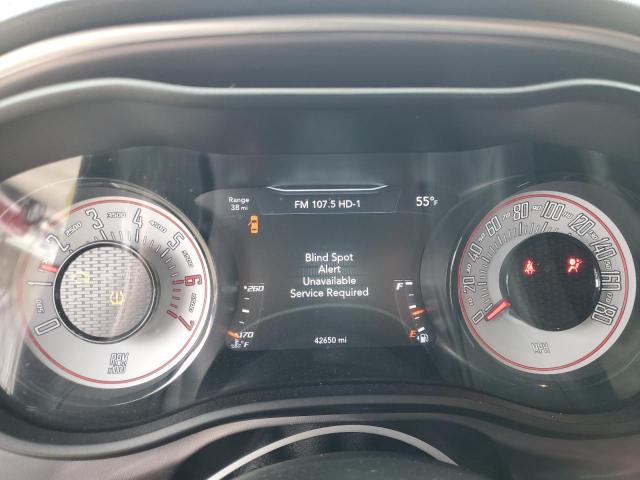 Range
38 mi
FM 107.5 HD-1
55°F
Blind Spot
Alert
Unavailable
Service Required
260
170
F
F
E
42650 mi
0
1
2
3
3500
4
4500
5
6
7
RPM
0
20
40
60
80
100
120
140
160
180
MPH